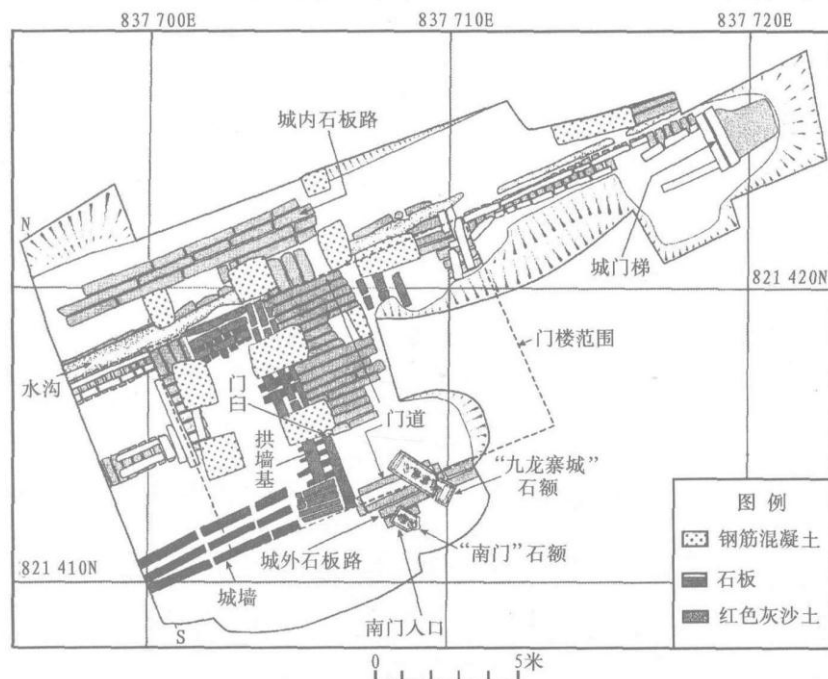 837 700E
837 710E
837 720E
城内石板路
N
城门梯
821 420N
门楼范围
水沟
门臼
门道
拱墙基
“九龙寨城”石额
图 例
钢筋混凝土
石板
红色灰沙土
城外石板路
“南门”石额
821 410N
城墙
S
南门入口
0
5米